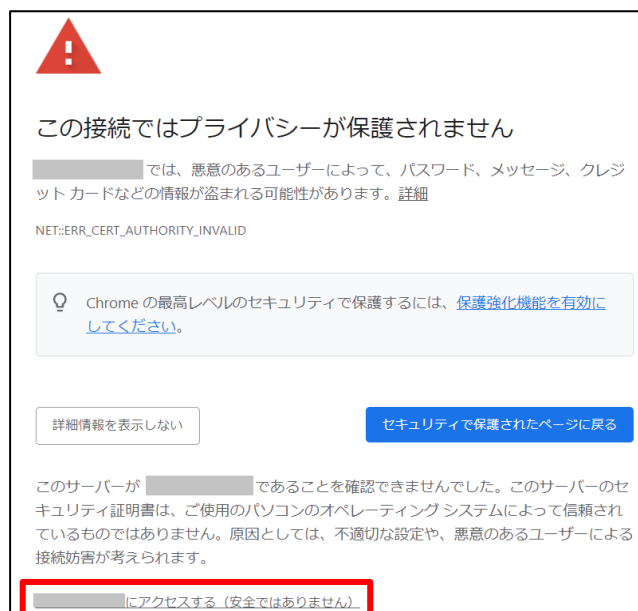 この接続ではプライバシーが保護されません
では、悪意のあるユーザーによって、パスワード、メッセージ、クレジ
ット カードなどの情報が盗まれる可能性があります。詳細
NET::ERR_CERT_AUTHORITY_INVALID
Chrome の最高レベルのセキュリティで保護するには、保護強化機能を有効に
してください。
詳細情報を表示しない
セキュリティで保護されたページに戻る
このサーバーが であることを確認できませんでした。このサーバーのセ
キュリティ証明書は、ご使用のパソコンのオペレーティング システムによって信頼され
ているものではありません。原因としては、不適切な設定や、悪意のあるユーザーによる
接続妨害が考えられます。
にアクセスする（安全ではありません）